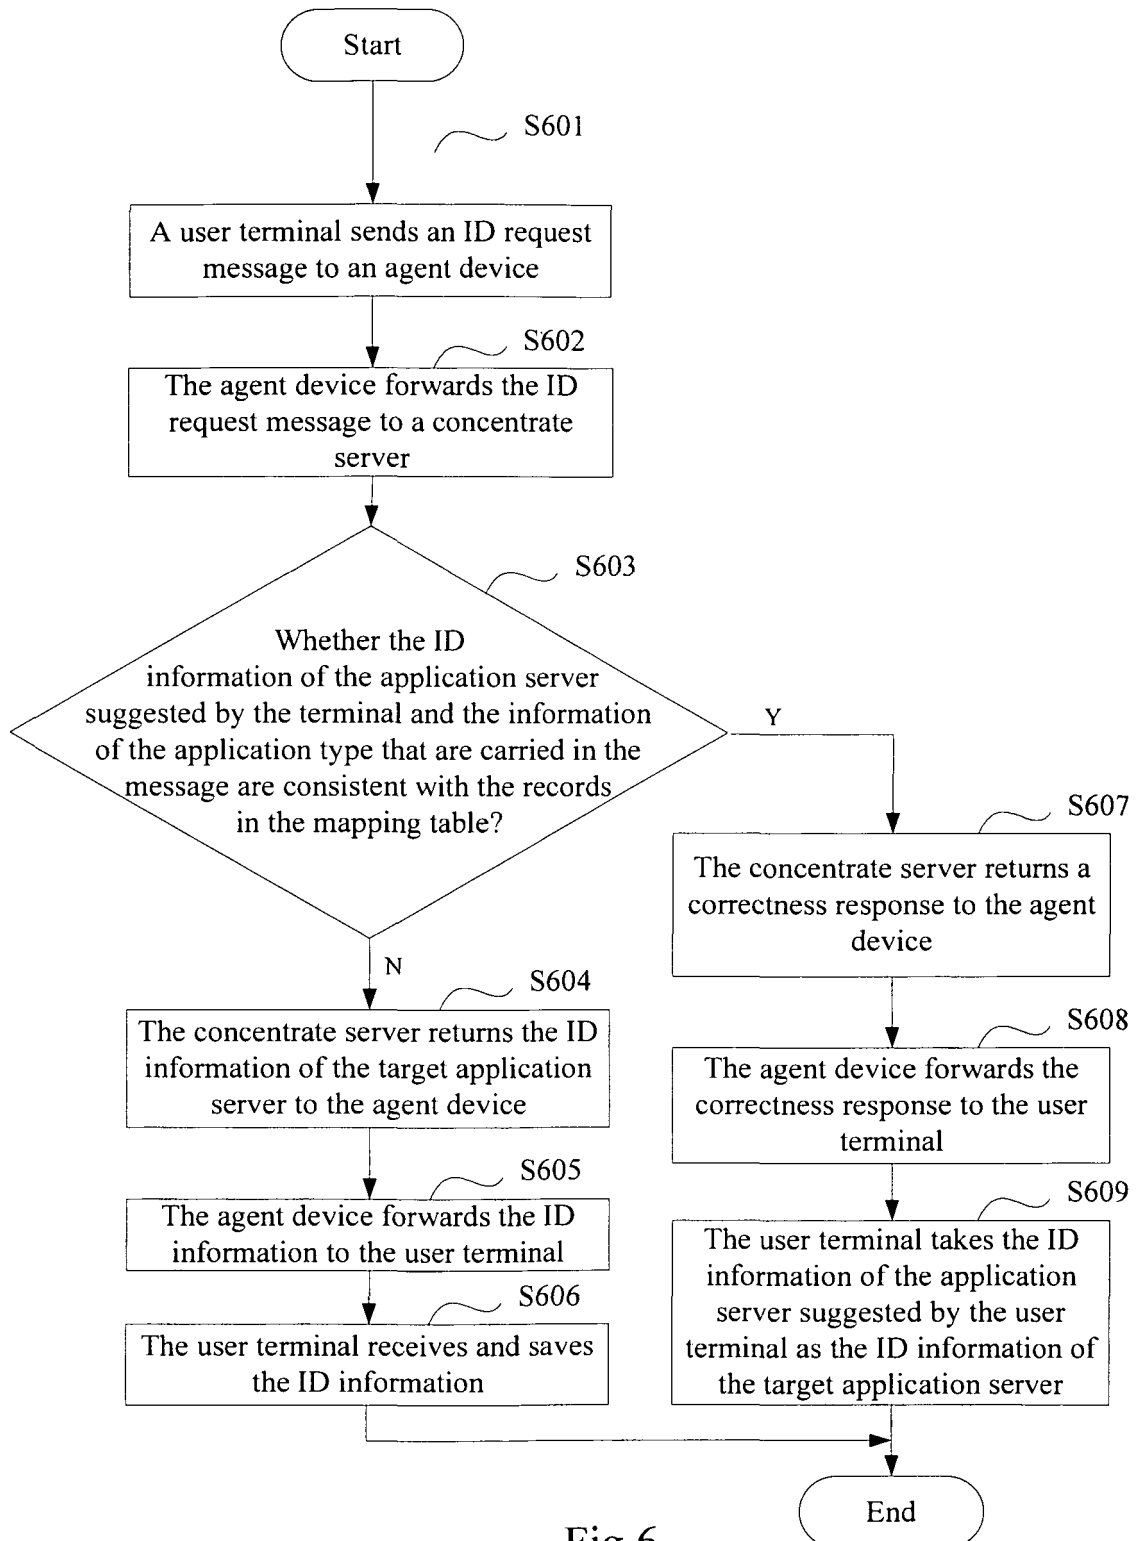 Start
S601
A user terminal sends an ID request
message to an agent device
S602
The agent device forwards the ID
request message to a concentrate
server
S603
Whether the ID
information of the application server
suggested by the terminal and the information
of the application type that are carried in the
message are consistent with the records
in the mapping table?
Y
N
S604
The concentrate server returns the ID
information of the target application
server to the agent device
S605
The agent device forwards the ID
information to the user terminal
S606
The user terminal receives and saves
the ID information
S607
The concentrate server returns a
correctness response to the agent
device
S608
The agent device forwards the
correctness response to the user
terminal
S609
The user terminal takes the ID
information of the application
server suggested by the user
terminal as the ID information of
the target application server
End
Fig 6